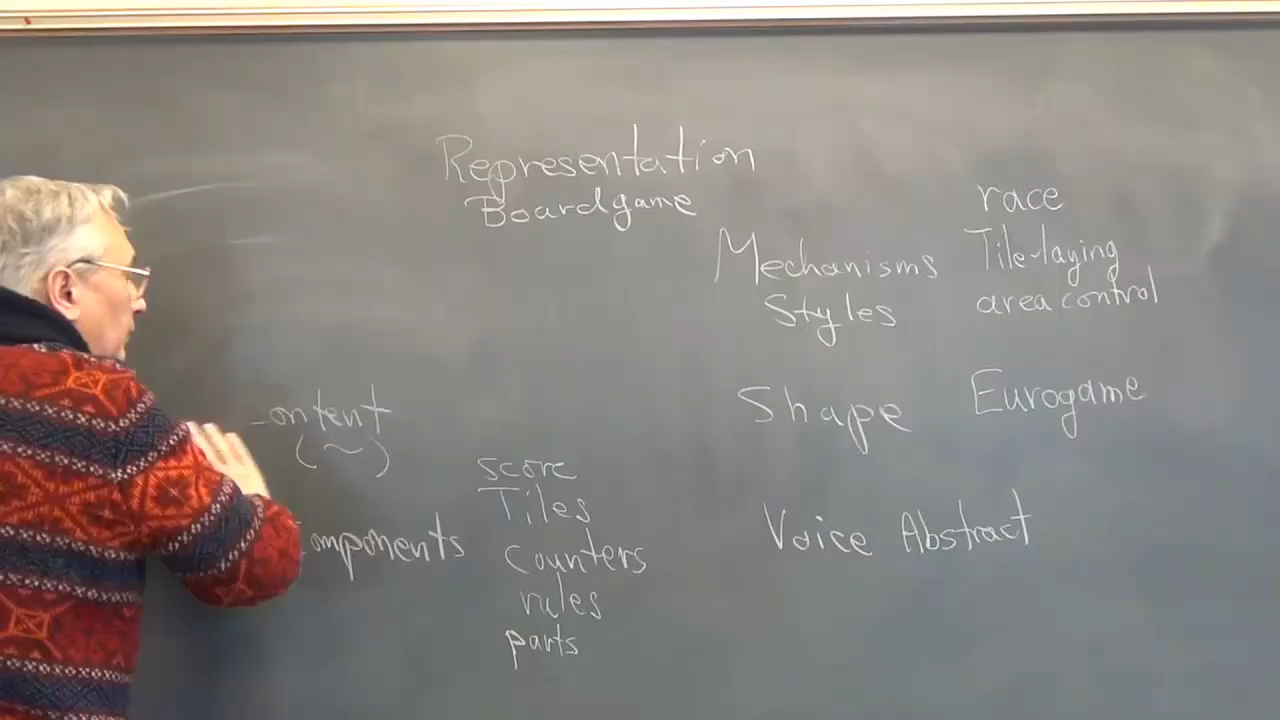 Representation
Boardgame
race
Mechanisms
Tile-laying
Styles
area control
Shape
Eurogame
ontent
(~)
score
Tiles
omponents
counters
rules
parts
Voice Abstract